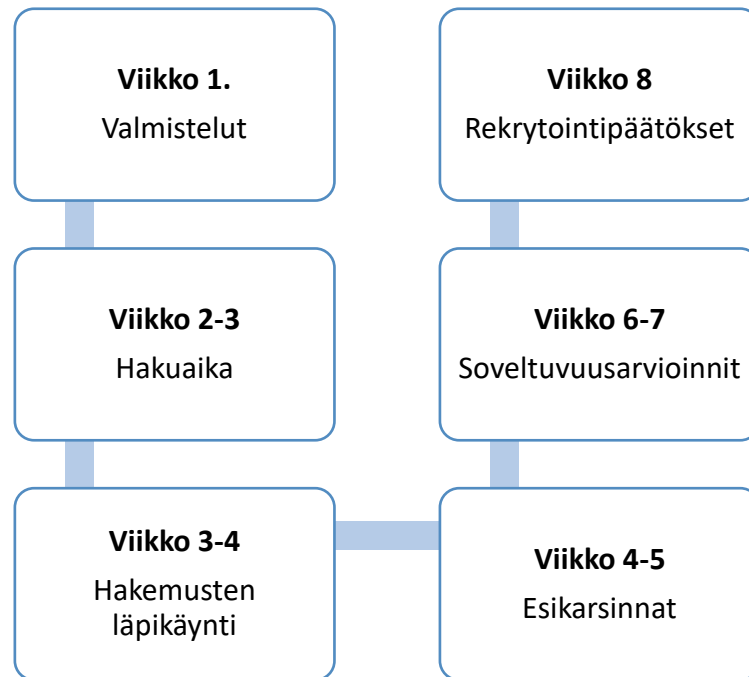 Viikko 1.
Valmistelut
Viikko 2-3
Hakuaika
Viikko 3-4
Hakemusten
läpikäynti
Viikko 4-5
Esikarsinnat
Viikko 6-7
Soveltuvuusarvioinnit
Viikko 8
Rekrytointipäätökset